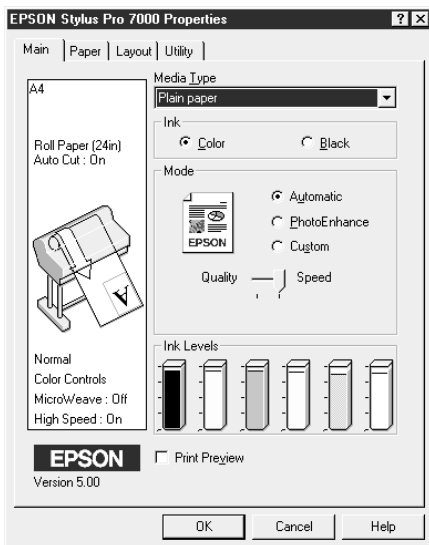 EPSON Stylus Pro 7000 Properties
Main
Paper
Layout
Utility
A4
Roll Paper (24in)
Auto Cut : On
A
Normal
Color Controls
MicroWeave : Off
High Speed : On
EPSON
Version 5.00
Media Type
Plain paper
Ink
Color
Black
Mode
EPSON
Automatic
PhotoEnhance
Custom
Quality
Speed
Ink Levels
Print Preview
OK
Cancel
Help